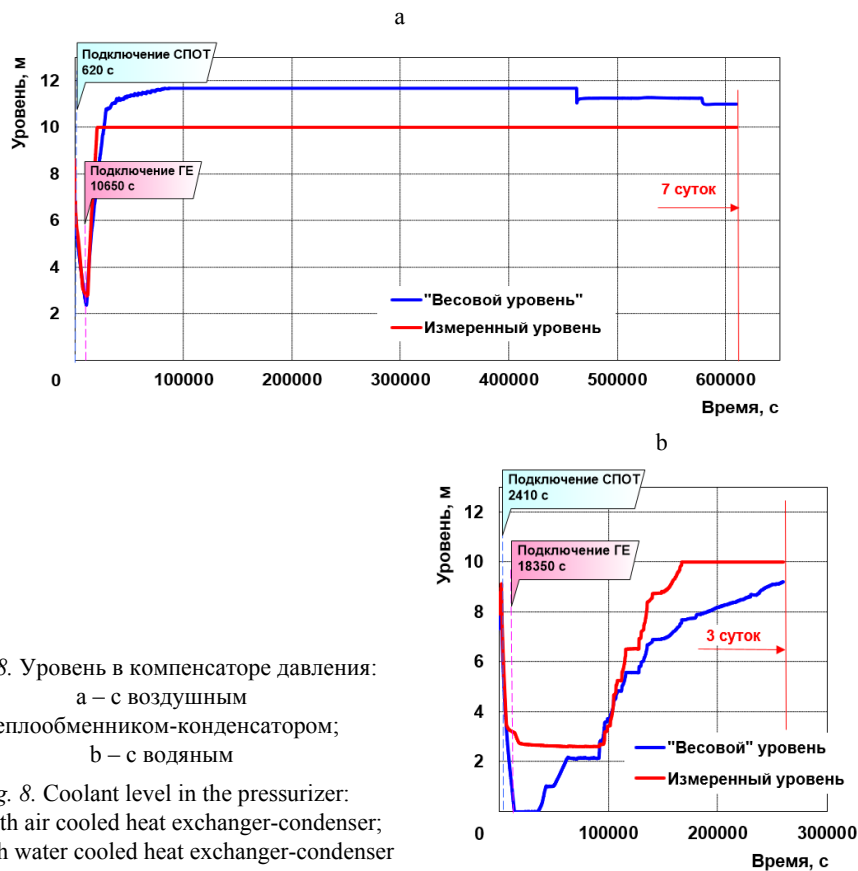 a
Уровень, м
Подключение СПОТ
620 с
Подключение ГЕ
10650 с
12
10
8
6
4
2
0
7 суток
"Весовой уровень"
Измеренный уровень
100000
200000
300000
400000
500000
600000
Время, с
b
Уровень, м
Подключение СПОТ
2410 с
Подключение ГЕ
18350 с
12
10
8
6
4
2
0
3 суток
"Весовой" уровень
Измеренный уровень
100000
200000
300000
Время, с
8. Уровень в компенсаторе давления:
a – с воздушным
еплообменником-конденсатором;
b – с водяным
g. 8. Coolant level in the pressurizer:
th air cooled heat exchanger-condenser;
h water cooled heat exchanger-condenser